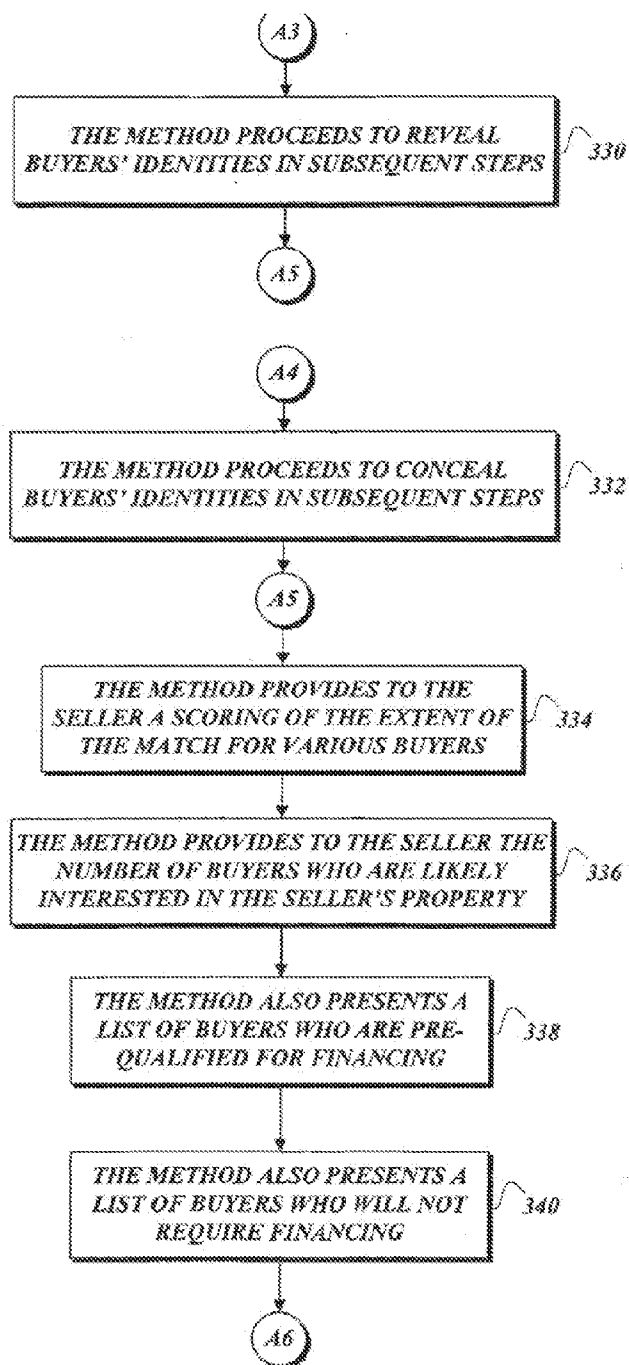 A3
THE METHOD PROCEEDS TO REVEAL
BUYERS' IDENTITIES IN SUBSEQUENT STEPS
330
A5
A4
THE METHOD PROCEEDS TO CONCEAL
BUYERS' IDENTITIES IN SUBSEQUENT STEPS
332
A5
THE METHOD PROVIDES TO THE
SELLER A SCORING OF THE EXTENT OF
THE MATCH FOR VARIOUS BUYERS
334
THE METHOD PROVIDES TO THE SELLER THE
NUMBER OF BUYERS WHO ARE LIKELY
INTERESTED IN THE SELLER'S PROPERTY
336
THE METHOD ALSO PRESENTS A
LIST OF BUYERS WHO ARE PRE-
QUALIFIED FOR FINANCING
338
THE METHOD ALSO PRESENTS A
LIST OF BUYERS WHO WILL NOT
REQUIRE FINANCING
340
A6